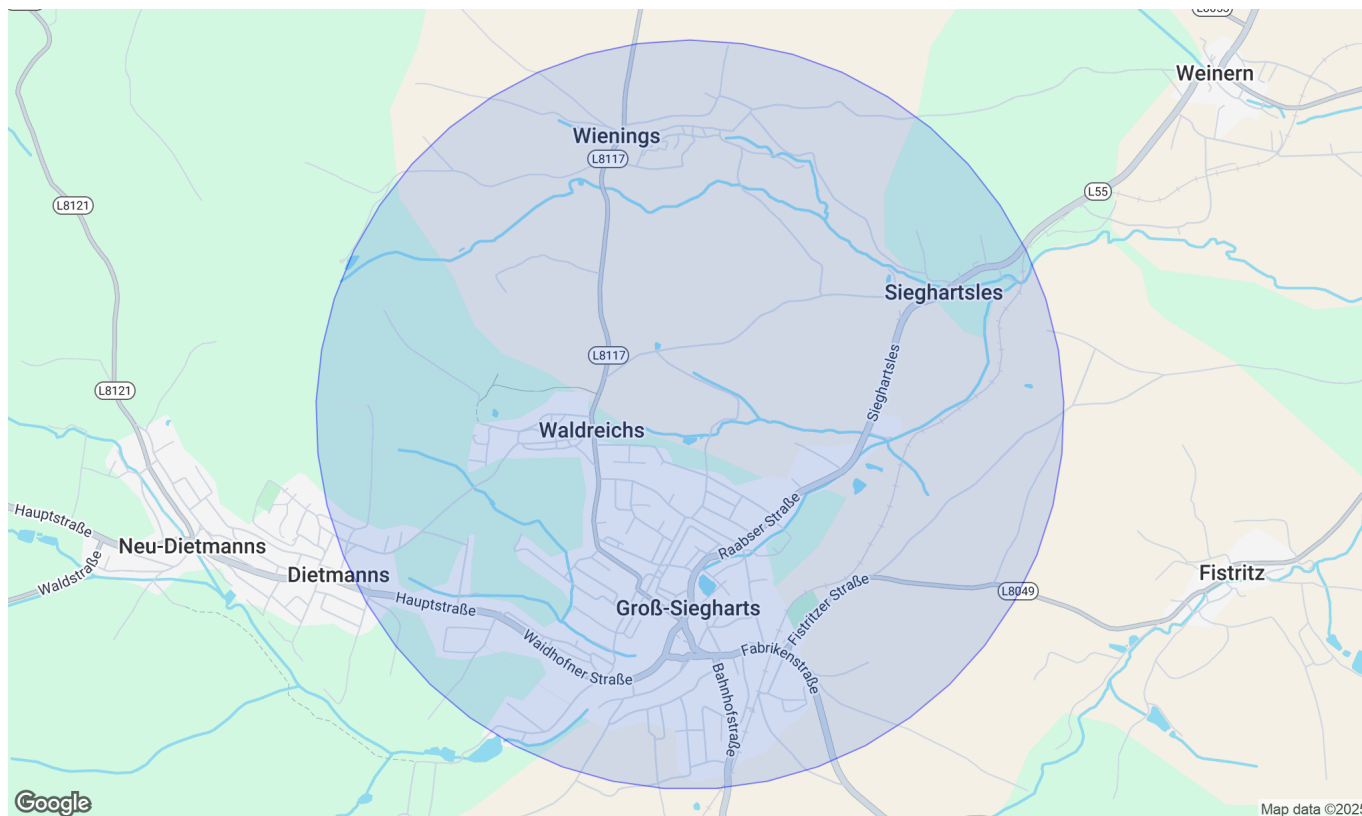 Weinern
Wienings
L8117
L55
L8121
Sieghartsles
L8117
Sieghartsles
L8121
Waldreichs
Hauptstraße
Raabser Straße
Neu-Dietmanns
Waldstraße
Dietmanns
Fistritz
Hauptstraße
Groß-Siegharts
Fistritzer Straße
L8049
Waidhofner Straße
Fabrikenstraße
Bahnhofstraße
Google
Map data ©2025